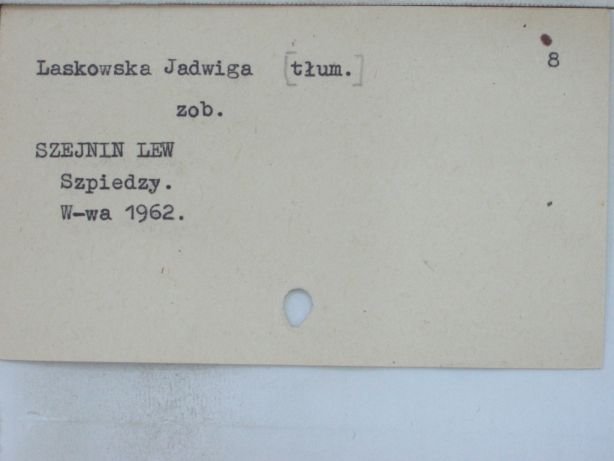 8
Laskowska Jadwiga [tłum.]
zob.
SZEJNIN LEW
Szpiedzy.
W-wa 1962.